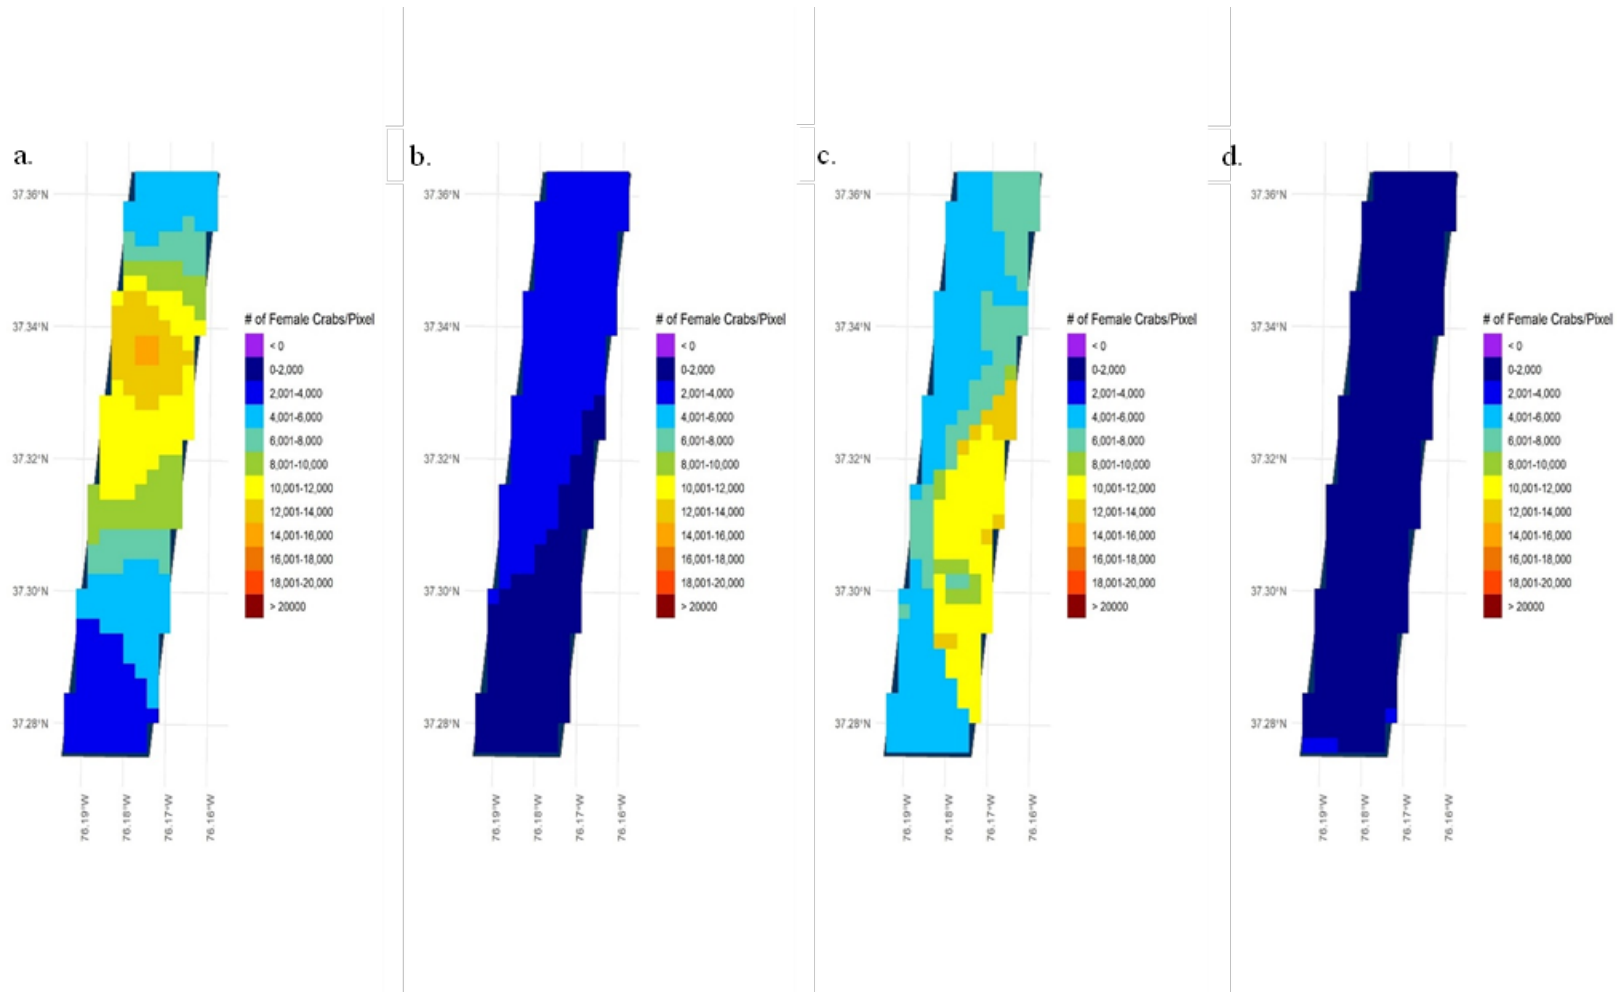 a.
37.36°N
37.34°N
37.32°N
37.30°N
37.28°N
76.19°W
76.18°W
76.17°W
76.16°W
# of Female Crabs/Pixel
< 0
0-2,000
2,001-4,000
4,001-6,000
6,001-8,000
8,001-10,000
10,001-12,000
12,001-14,000
14,001-16,000
16,001-18,000
18,001-20,000
> 20000
b.
37.36°N
37.34°N
37.32°N
37.30°N
37.28°N
76.19°W
76.18°W
76.17°W
76.16°W
# of Female Crabs/Pixel
< 0
0-2,000
2,001-4,000
4,001-6,000
6,001-8,000
8,001-10,000
10,001-12,000
12,001-14,000
14,001-16,000
16,001-18,000
18,001-20,000
> 20000
c.
37.36°N
37.34°N
37.32°N
37.30°N
37.28°N
76.19°W
76.18°W
76.17°W
76.16°W
# of Female Crabs/Pixel
< 0
0-2,000
2,001-4,000
4,001-6,000
6,001-8,000
8,001-10,000
10,001-12,000
12,001-14,000
14,001-16,000
16,001-18,000
18,001-20,000
> 20000
d.
37.36°N
37.34°N
37.32°N
37.30°N
37.28°N
76.19°W
76.18°W
76.17°W
76.16°W
# of Female Crabs/Pixel
< 0
0-2,000
2,001-4,000
4,001-6,000
6,001-8,000
8,001-10,000
10,001-12,000
12,001-14,000
14,001-16,000
16,001-18,000
18,001-20,000
> 20000